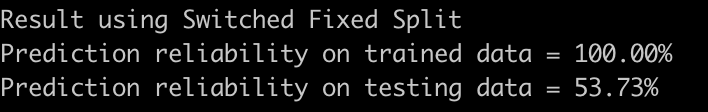 Result using Switched Fixed Split
Prediction reliability on trained data = 100.00%
Prediction reliability on testing data = 53.73%